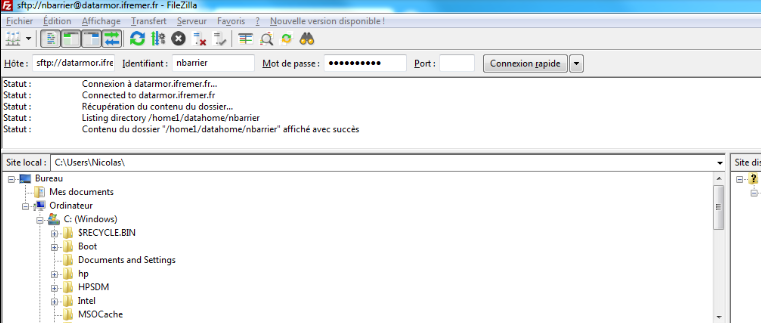 sftp://nbarrier@datarmor.ifremer.fr - FileZilla
Fichier Édition Affichage Transfert Serveur Favoris ? Nouvelle version disponible !
Hôte : sftp://datarmor.ifre Identifiant : nbarrier Mot de passe : ●●●●●●●●●● Port : Connexion rapide
Statut : Connexion à datarmor.ifremer.fr...
Statut : Connected to datarmor.ifremer.fr
Statut : Récupération du contenu du dossier...
Statut : Listing directory /home1/datahome/nbarrier
Statut : Contenu du dossier "/home1/datahome/nbarrier" affiché avec succès
Site local : C:\Users\Nicolas\ Site dis
Bureau
Mes documents
Ordinateur
C: (Windows)
$RECYCLE.BIN
Boot
Documents and Settings
hp
HPSDM
Intel
MSOCache